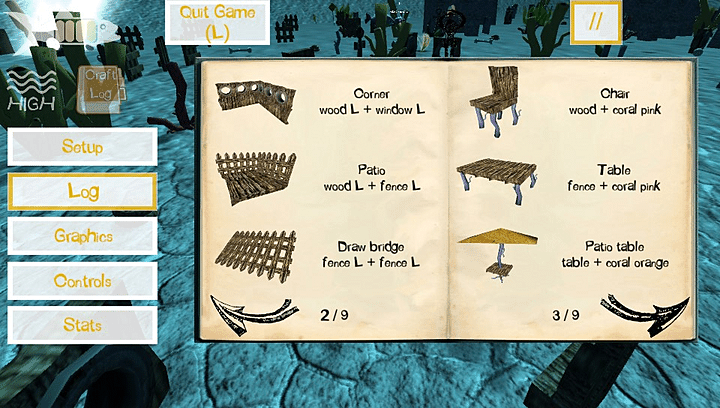 Quit Game
(L)
//
HIGH
Craft
Log
Setup
Log
Graphics
Controls
Stats
Corner
wood L + window L
Patio
wood L + fence L
Draw bridge
fence L + fence L
2/9
Chair
wood + coral pink
Table
fence + coral pink
Patio table
table + coral orange
3/9